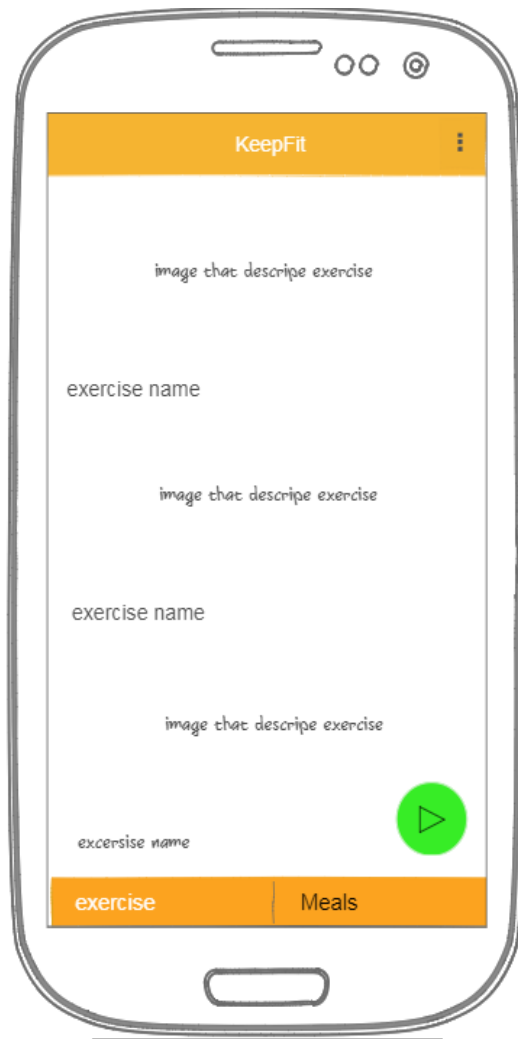 KeepFit
image that descripe exercise
exercise name
image that descripe exercise
exercise name
image that descripe exercise
excersise name
exercise Meals